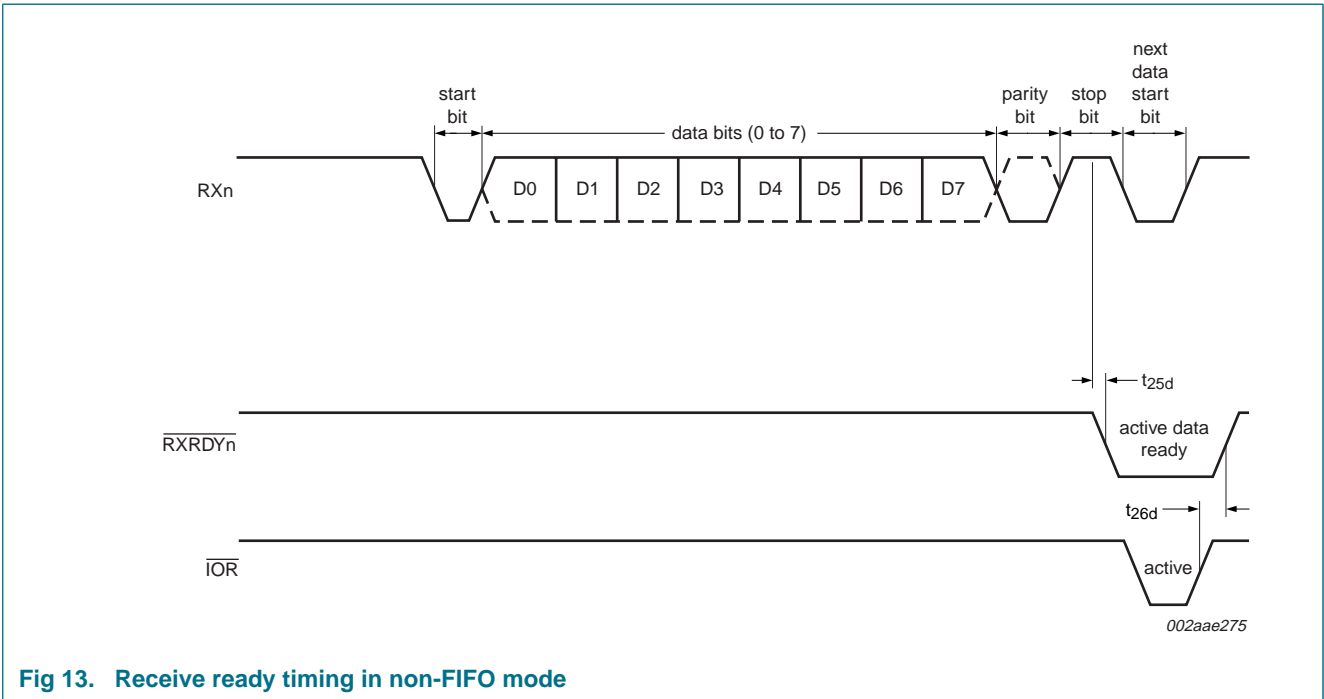 next
data
start
bit
start
bit
data bits (0 to 7)
parity
bit
stop
bit
RXn
D0 D1 D2 D3 D4 D5 D6 D7
t25d
RXRDYn
active data
ready
t26d
IOR
active
002aae275
Fig 13. Receive ready timing in non-FIFO mode